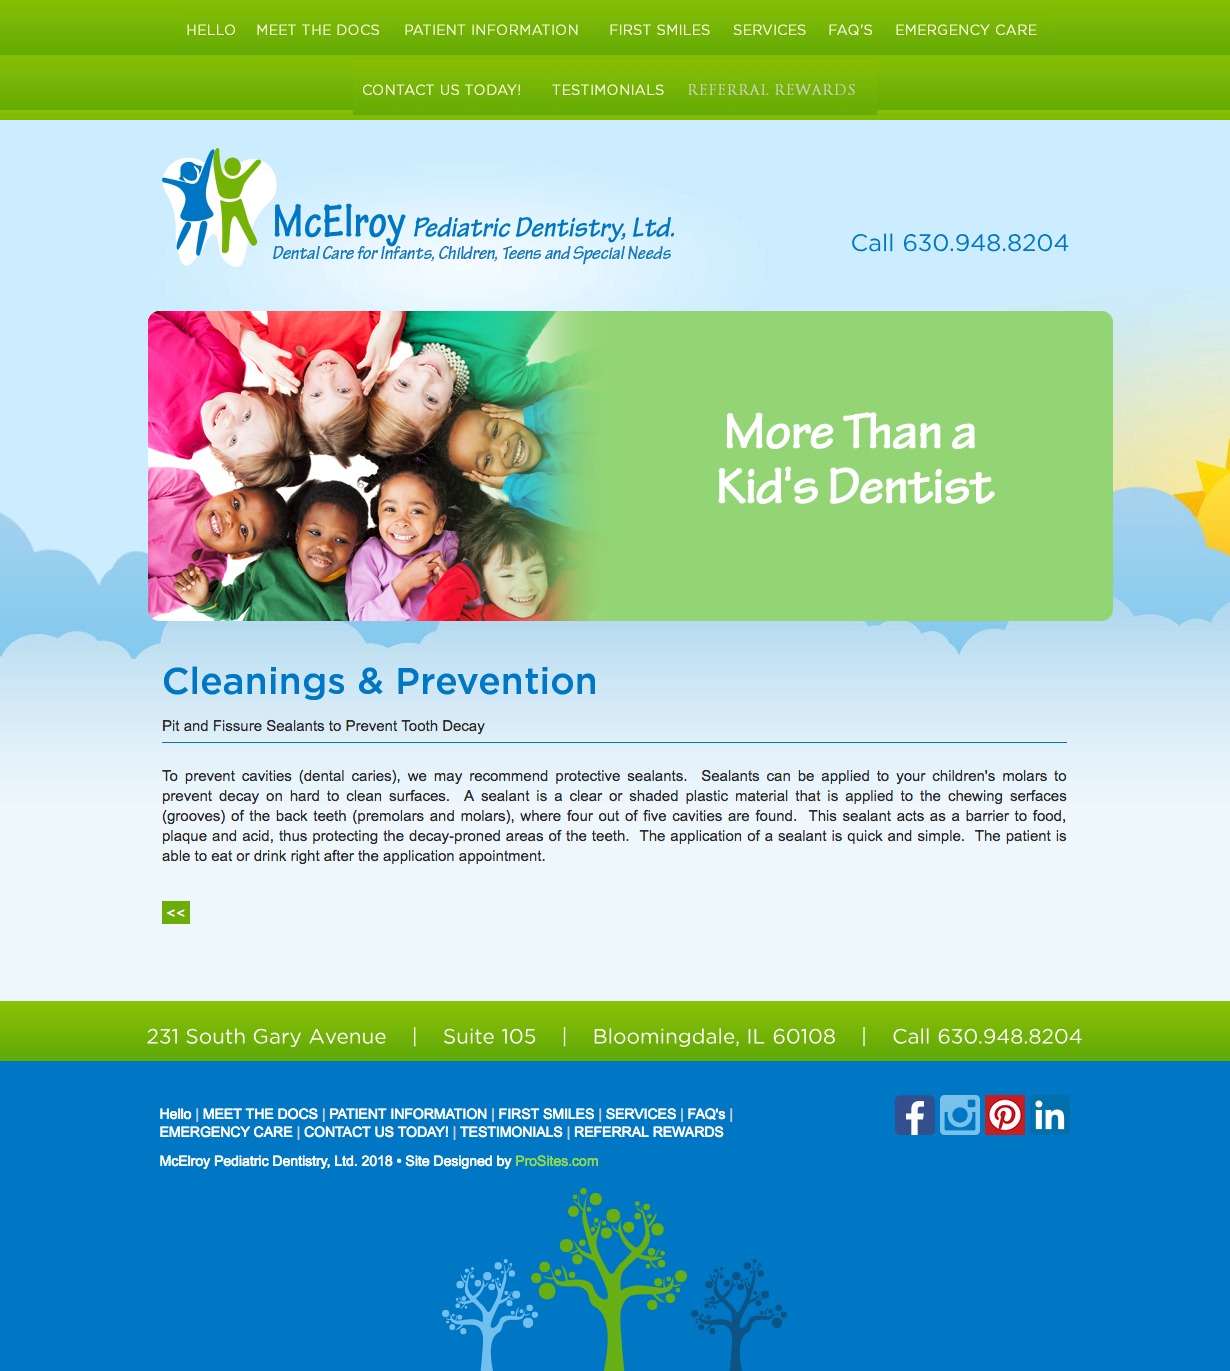 HELLO MEET THE DOCS PATIENT INFORMATION FIRST SMILES SERVICES FAQ'S EMERGENCY CARE
CONTACT US TODAY! TESTIMONIALS REFERRAL REWARDS
McElroy Pediatric Dentistry, Ltd.
Dental Care for Infants, Children, Teens and Special Needs
Call 630.948.8204
More Than a
Kid's Dentist
Cleanings & Prevention
Pit and Fissure Sealants to Prevent Tooth Decay
To prevent cavities (dental caries), we may recommend protective sealants. Sealants can be applied to your children's molars to
prevent decay on hard to clean surfaces. A sealant is a clear or shaded plastic material that is applied to the chewing serfaces
(grooves) of the back teeth (premolars and molars), where four out of five cavities are found. This sealant acts as a barrier to food,
plaque and acid, thus protecting the decay-proned areas of the teeth. The application of a sealant is quick and simple. The patient is
able to eat or drink right after the application appointment.
<<
231 South Gary Avenue | Suite 105 | Bloomingdale, IL 60108 | Call 630.948.8204
Hello | MEET THE DOCS | PATIENT INFORMATION | FIRST SMILES | SERVICES | FAQ's |
EMERGENCY CARE | CONTACT US TODAY! | TESTIMONIALS | REFERRAL REWARDS
McElroy Pediatric Dentistry, Ltd. 2018 • Site Designed by ProSites.com